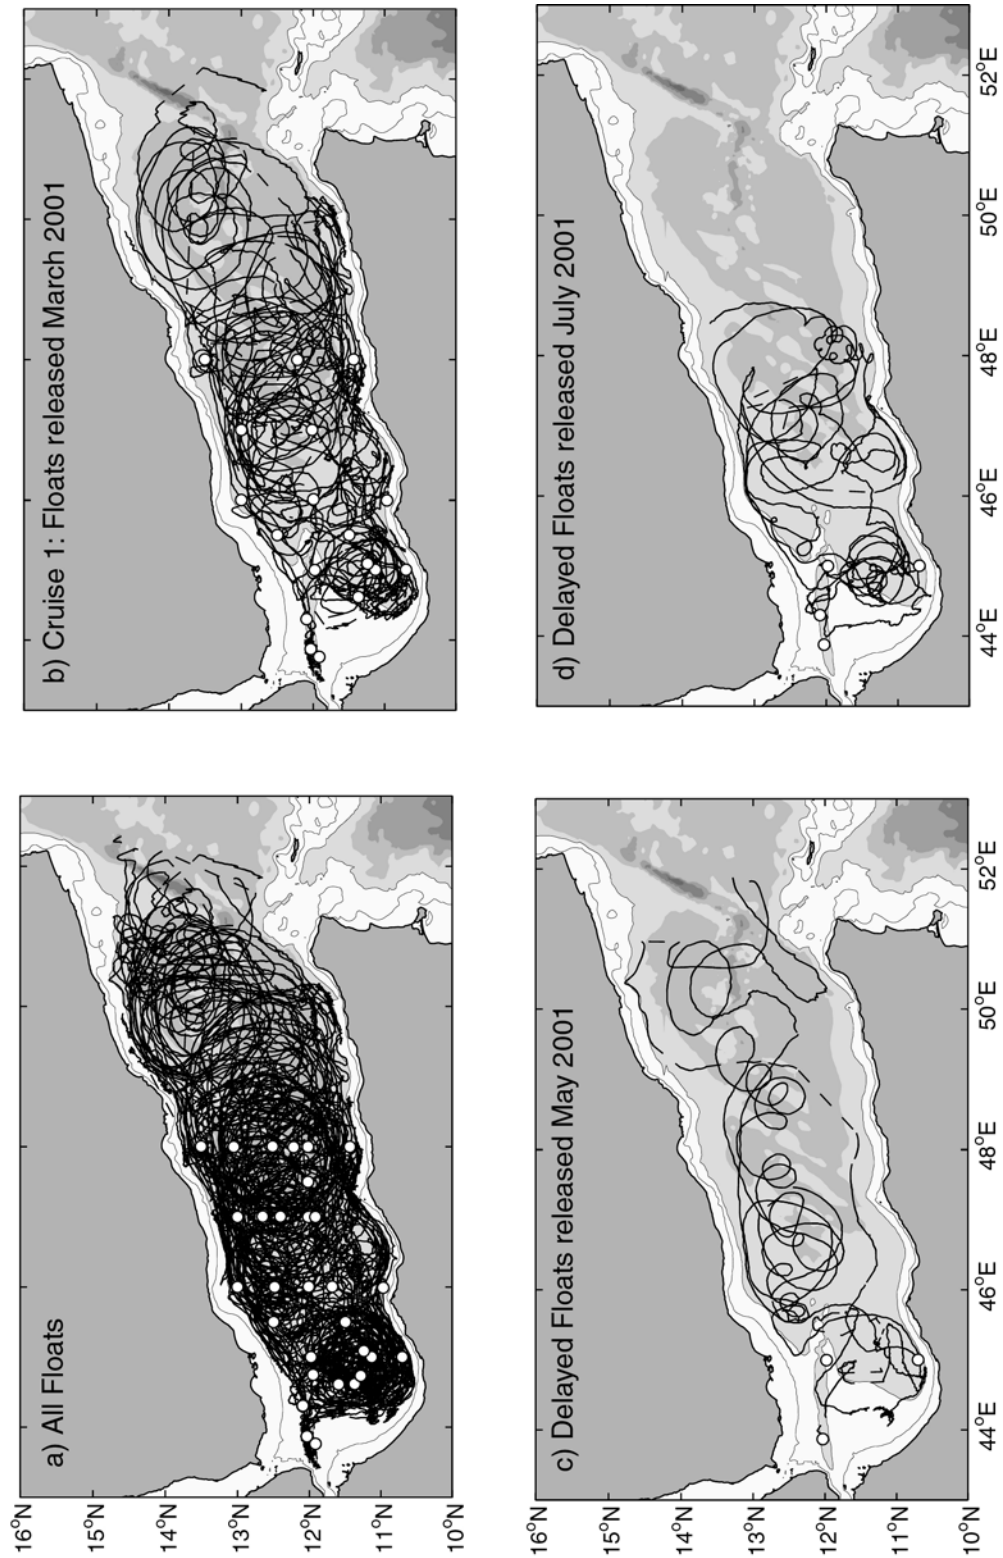 a) All Floats
b) Cruise 1: Floats released March 2001
16°N
15°N
14°N
13°N
12°N
11°N
10°N
c) Delayed Floats released May 2001
d) Delayed Floats released July 2001
16°N
15°N
14°N
13°N
12°N
11°N
10°N
44°E
46°E
48°E
50°E
52°E
44°E
46°E
48°E
50°E
52°E